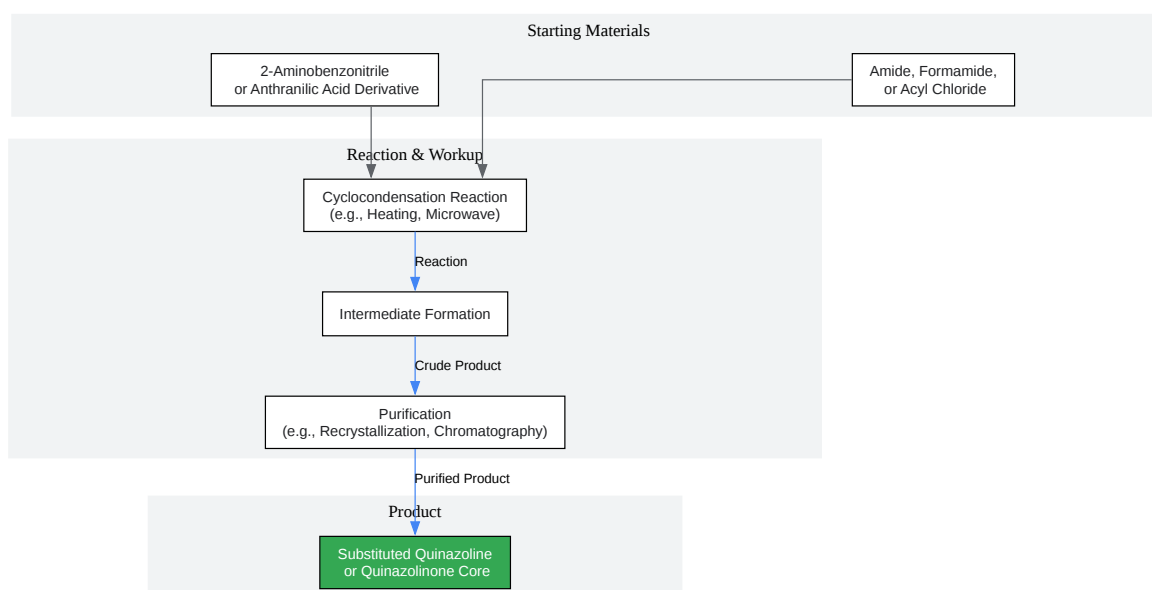 Starting Materials
2-Aminobenzonitrile
or Anthranilic Acid Derivative
Amide, Formamide,
or Acyl Chloride
Reaction & Workup
Cyclocondensation Reaction
(e.g., Heating, Microwave)
Reaction
Intermediate Formation
Crude Product
Purification
(e.g., Recrystallization, Chromatography)
Purified Product
Product
Substituted Quinazoline
or Quinazolinone Core